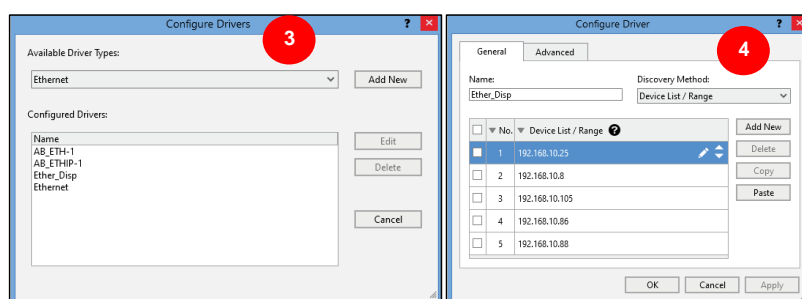 Configure Drivers ? ×
3
Available Driver Types:
Ethernet Add New
Configured Drivers:
Name
AB_ETH-1
AB_ETHIP-1
Ether_Disp
Ethernet
Edit
Delete
Cancel
Configure Driver ? ×
4
General Advanced
Name: Discovery Method:
Ether_Disp Device List / Range
No. Device List / Range ?
1 192.168.10.25
2 192.168.10.8
3 192.168.10.105
4 192.168.10.86
5 192.168.10.88
Add New
Delete
Copy
Paste
OK Cancel Apply